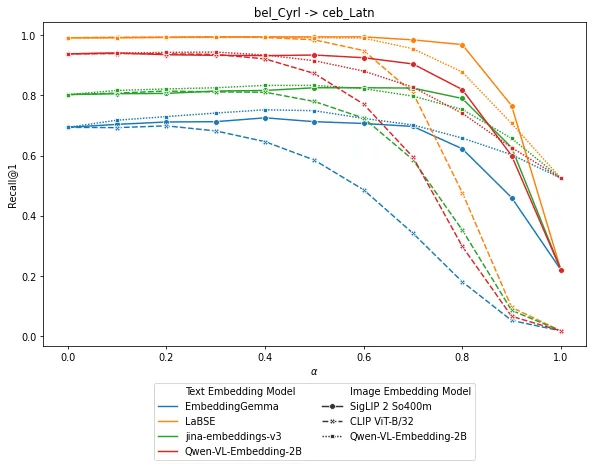 bel_Cyrl -> ceb_Latn
Recall@1
1.0
0.8
0.6
0.4
0.2
0.0
0.0 0.2 0.4 0.6 0.8 1.0
α
Text Embedding Model Image Embedding Model
EmbeddingGemma SigLIP 2 So400m
LaBSE CLIP ViT-B/32
jina-embeddings-v3 Qwen-VL-Embedding-2B
Qwen-VL-Embedding-2B